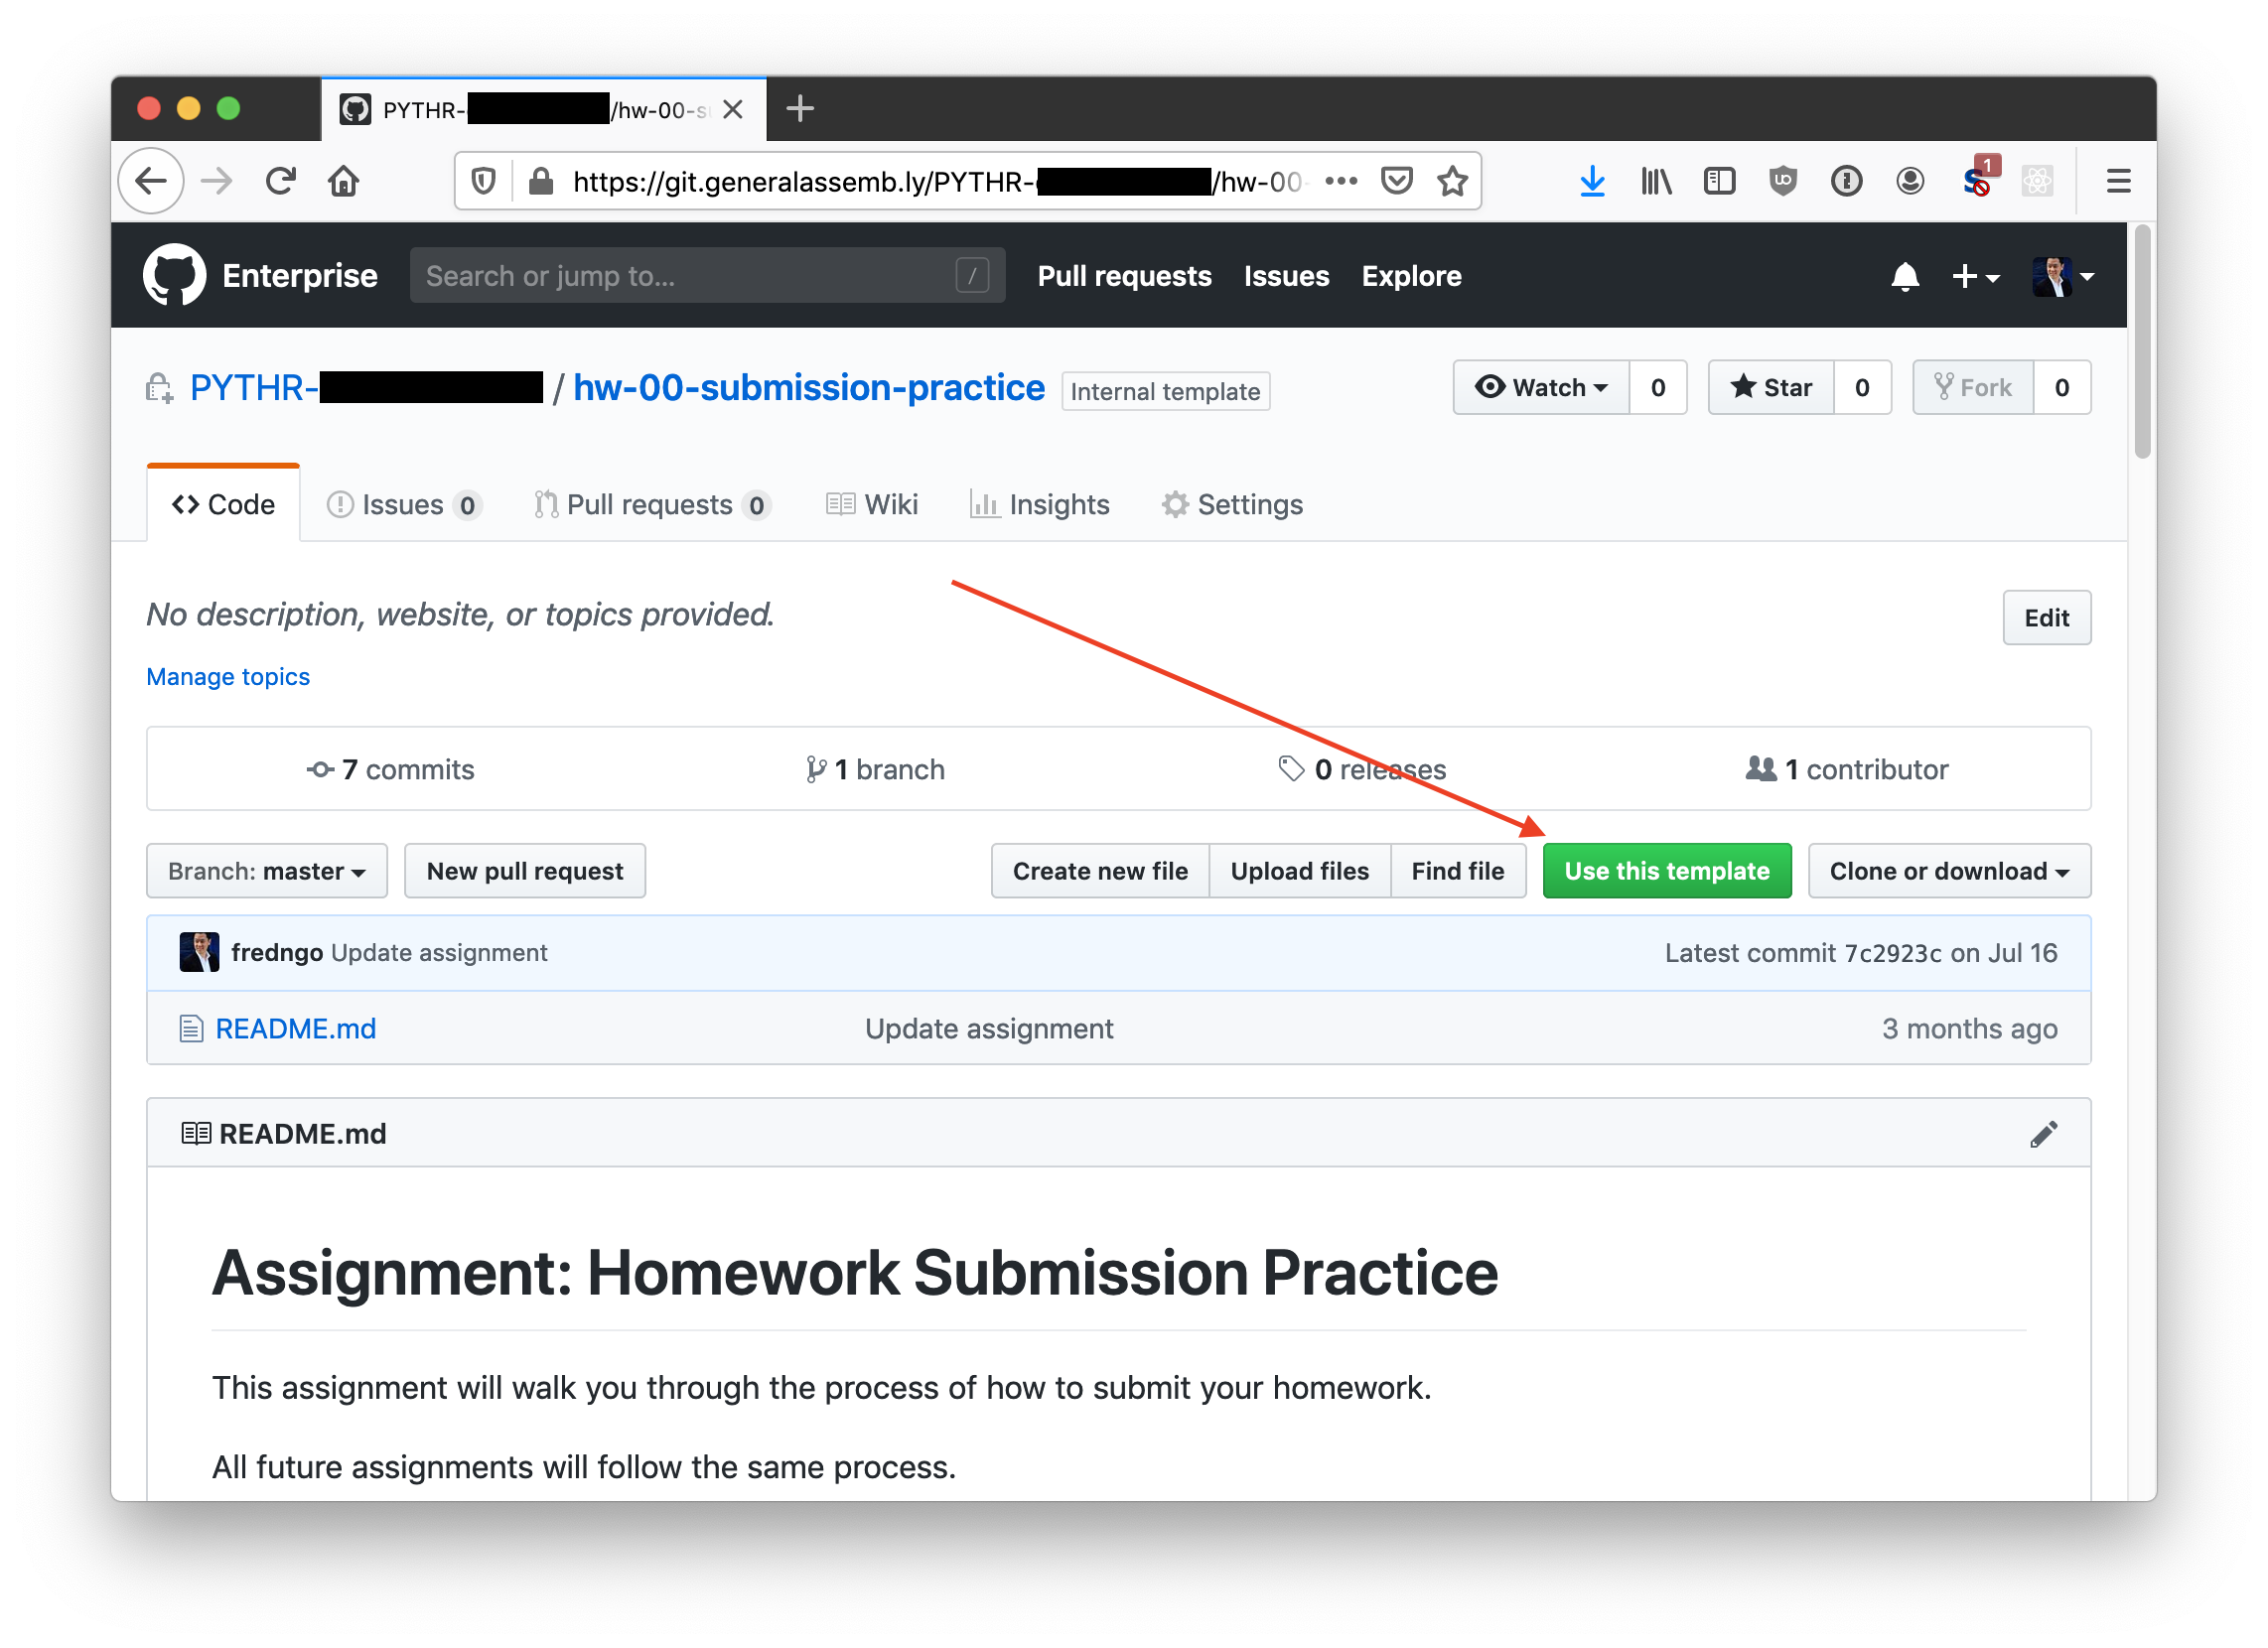 PYTHR- /hw-00-s
https://git.generalassemb.ly/PYTHR- /hw-00-
1
Enterprise Search or jump to... / Pull requests Issues Explore
PYTHR- / hw-00-submission-practice Internal template Watch 0 Star 0 Fork 0
Code Issues 0 Pull requests 0 Wiki Insights Settings
No description, website, or topics provided. Edit
Manage topics
7 commits 1 branch 0 releases 1 contributor
Branch: master New pull request Create new file Upload files Find file Use this template Clone or download
fredngo Update assignment Latest commit 7c2923c on Jul 16
README.md Update assignment 3 months ago
README.md
Assignment: Homework Submission Practice
This assignment will walk you through the process of how to submit your homework.
All future assignments will follow the same process.